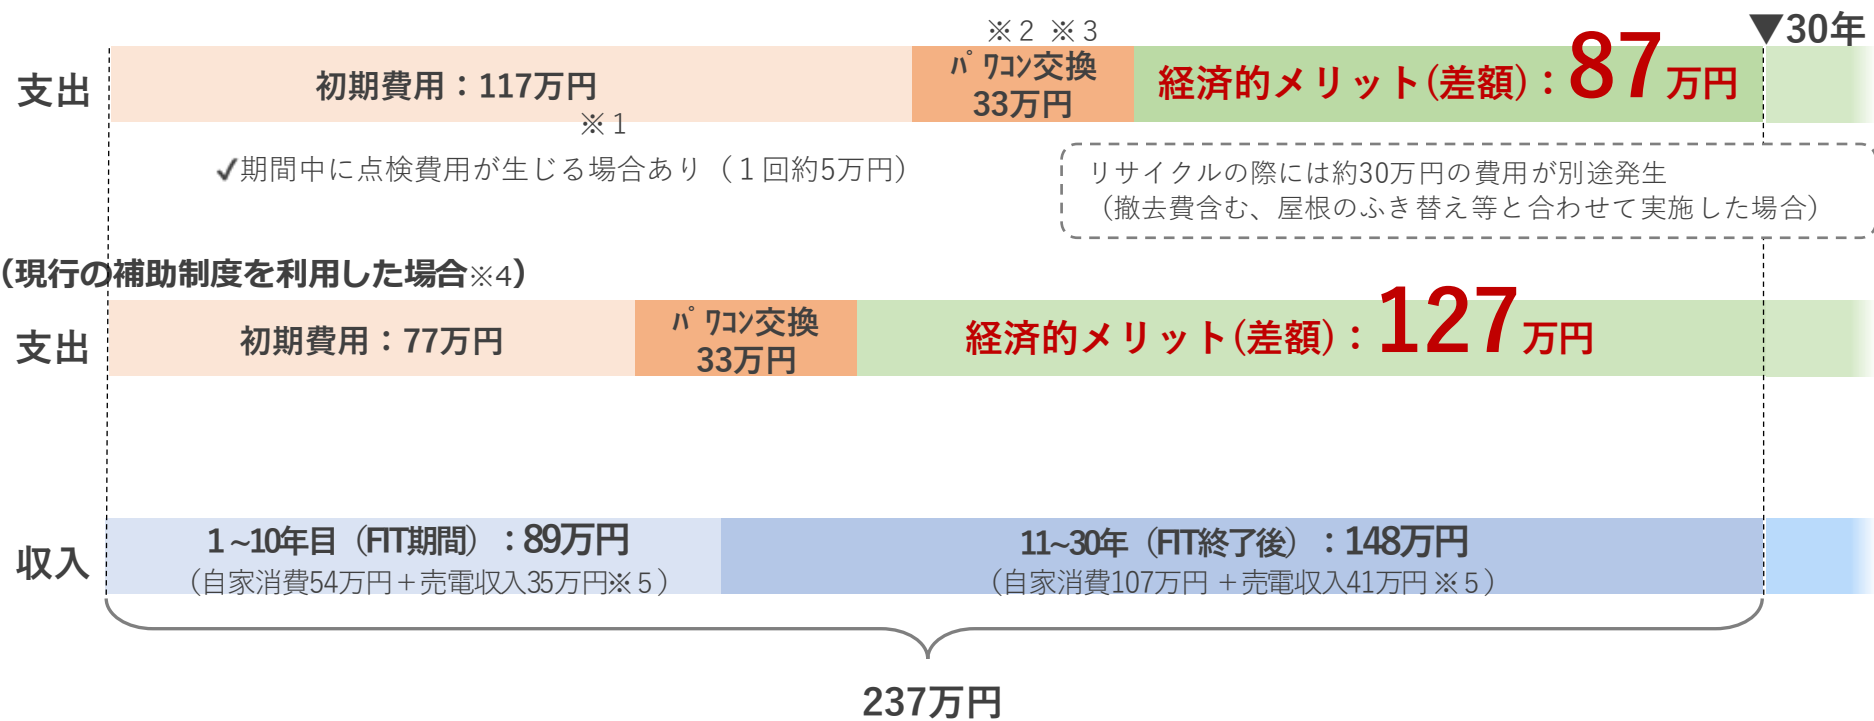 ▼30年
※２ ※３
支出
初期費用：117万円
※１
ﾊﾟﾜｺﾝ交換
33万円
経済的メリット(差額)：87万円
✓期間中に点検費用が生じる場合あり（１回約5万円）
リサイクルの際には約30万円の費用が別途発生
（撤去費含む、屋根のふき替え等と合わせて実施した場合）
（現行の補助制度を利用した場合※4）
支出
初期費用：77万円
ﾊﾟﾜｺﾝ交換
33万円
経済的メリット(差額)：127万円
収入
１~10年目（FIT期間）：89万円
（自家消費54万円＋売電収入35万円※５）
11~30年（FIT終了後）：148万円
（自家消費107万円＋売電収入41万円※５）
237万円